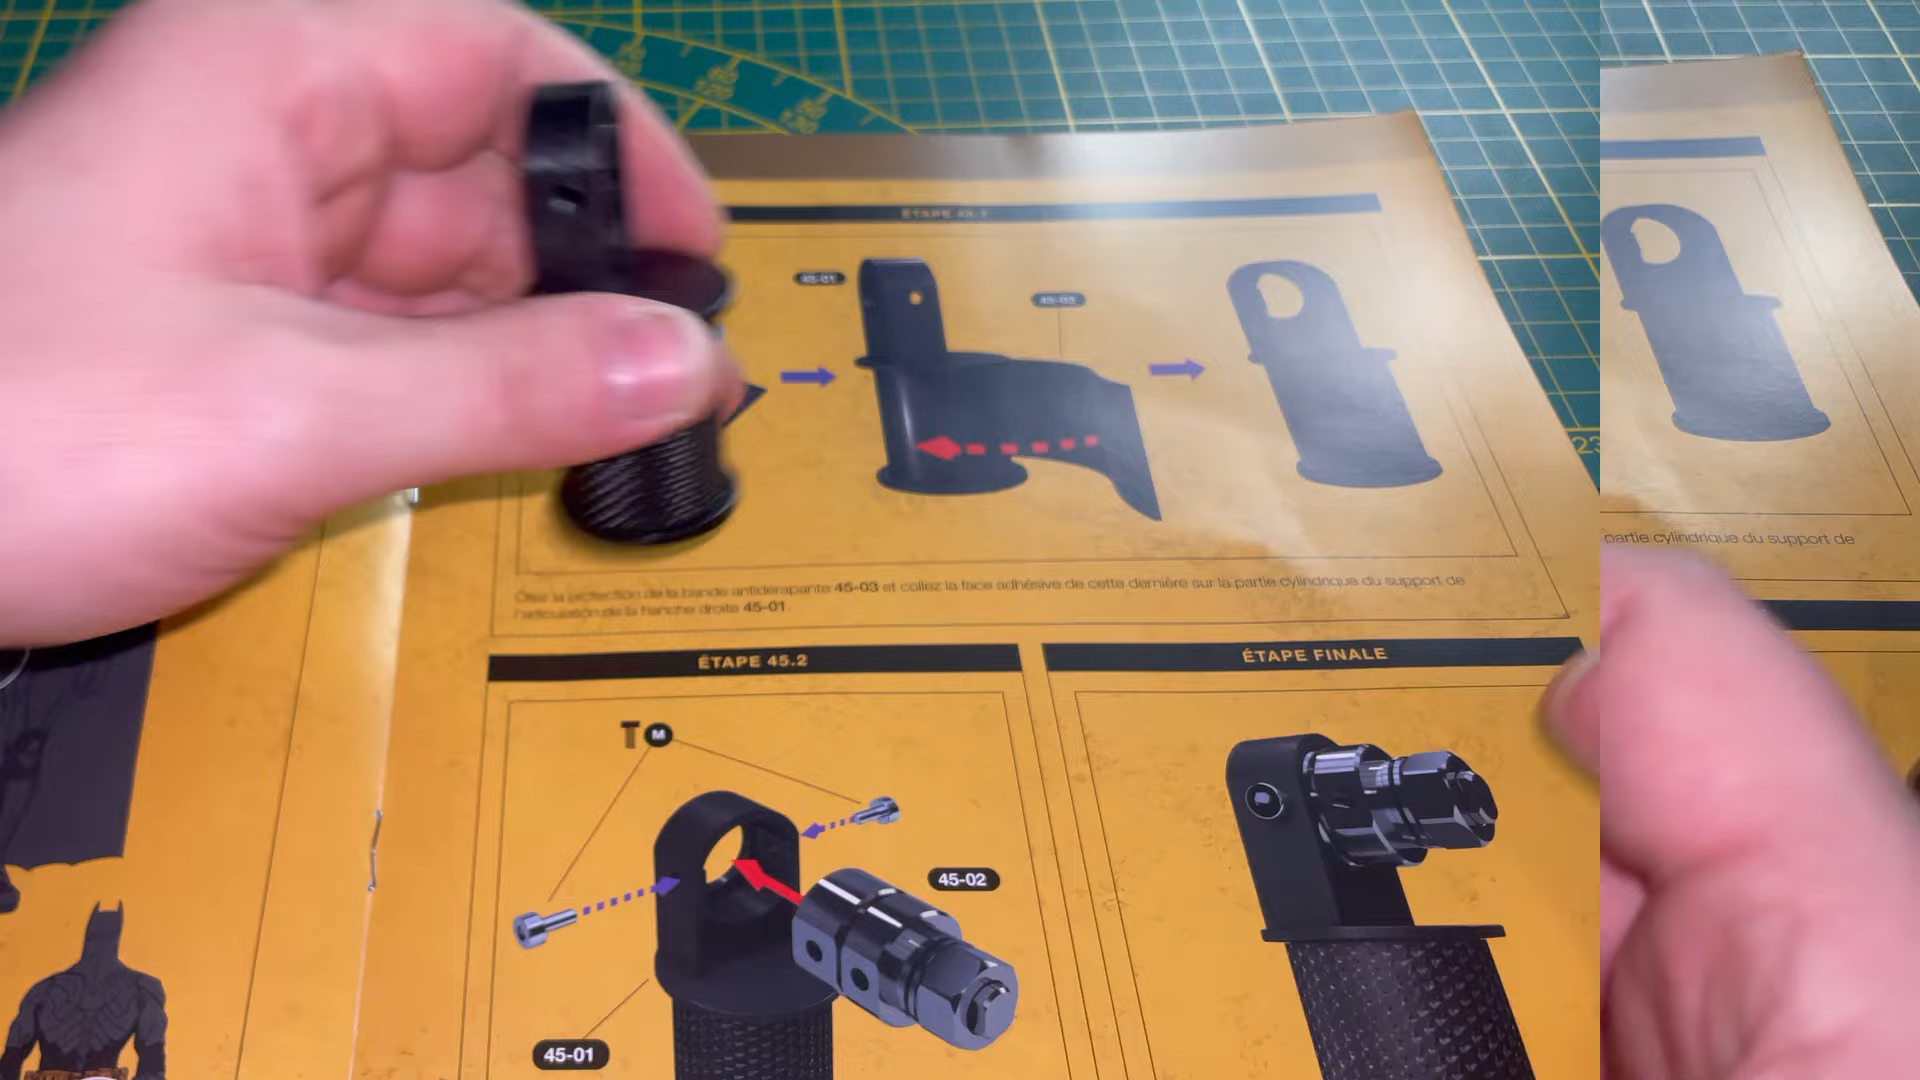 ÉTAPE 45.1
45-01
45-03
Ôtez la protection de la bande antidérapante 45-03 et collez la face adhésive de cette dernière sur la partie cylindrique du support de
l'articulation de la hanche droite 45-01.
partie cylindrique du support de
ÉTAPE 45.2
ÉTAPE FINALE
M
45-02
45-01
23